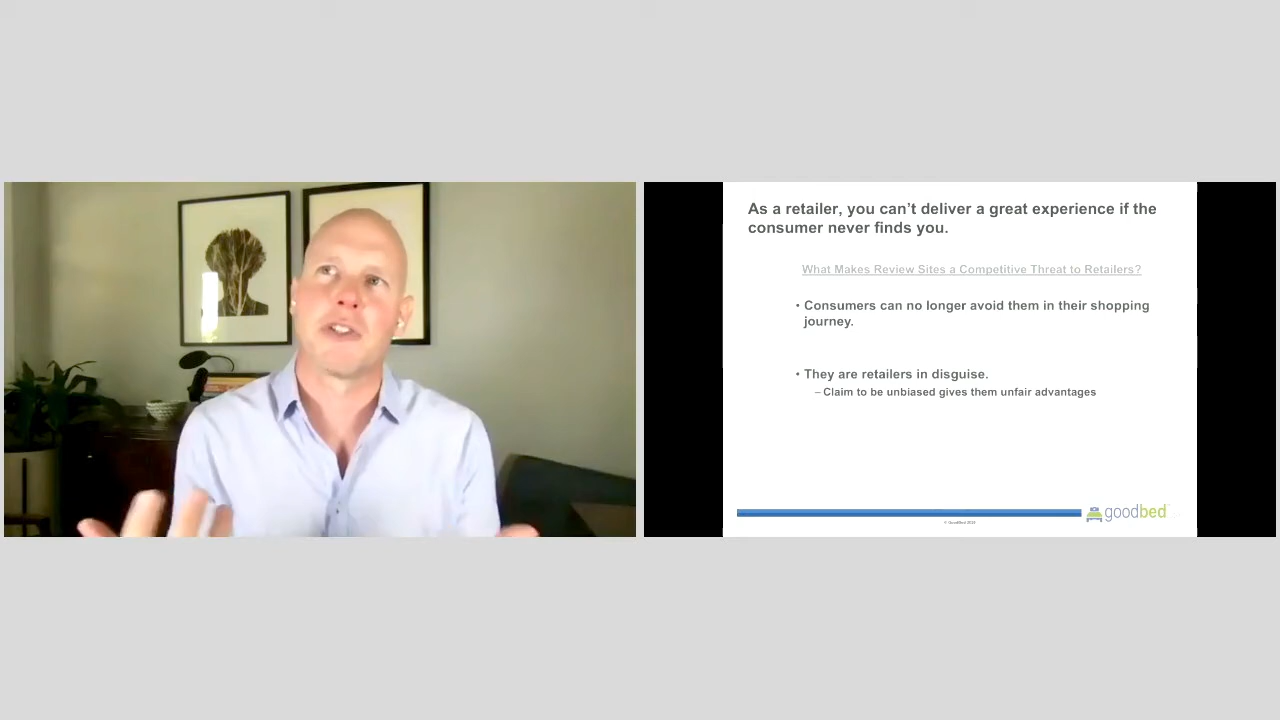 As a retailer, you can’t deliver a great experience if the
consumer never finds you.
What Makes Review Sites a Competitive Threat to Retailers?
• Consumers can no longer avoid them in their shopping
journey.
• They are retailers in disguise.
– Claim to be unbiased gives them unfair advantages
goodbed